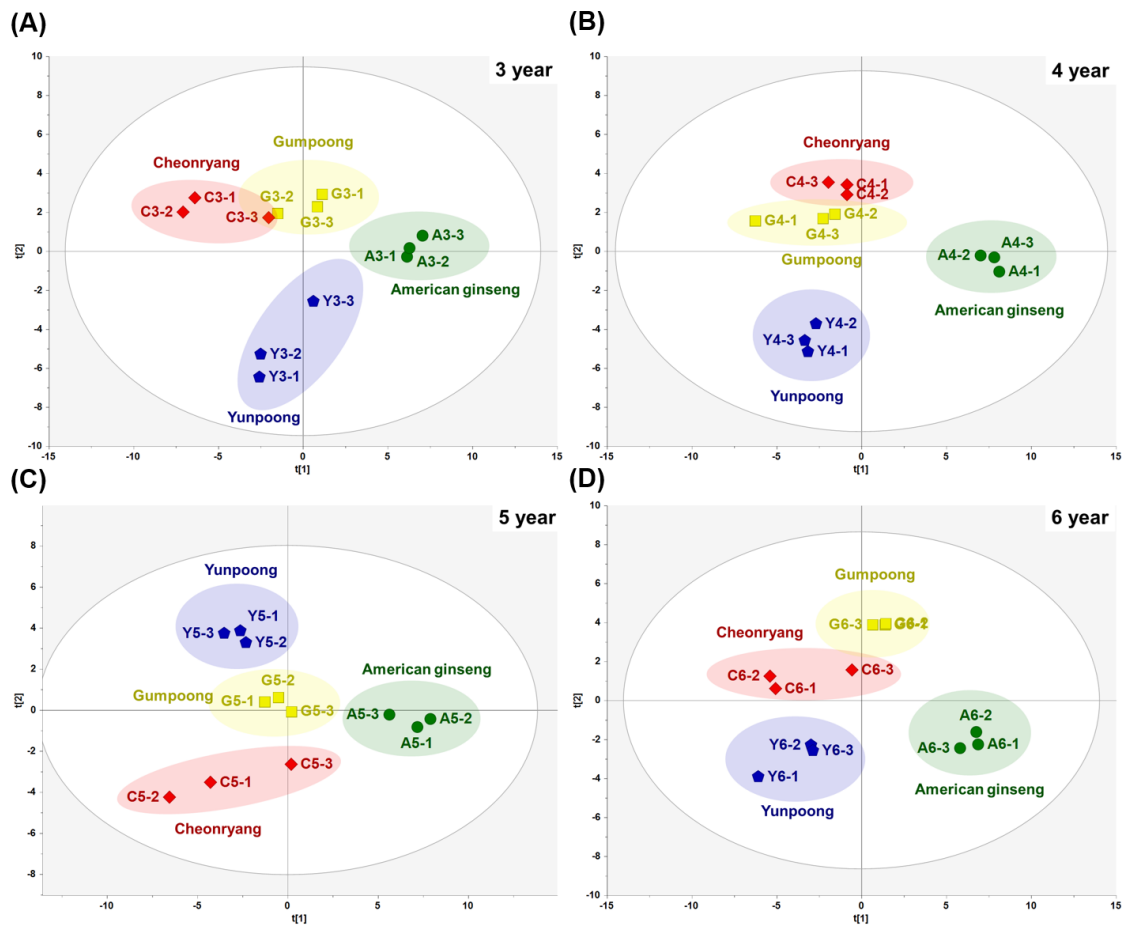 (A)
3 year
10
8
6
4
2
0
-2
-4
-6
-8
-10
t[2]
Gumpoong
Cheonryang
C3-1
C3-2
C3-3
G3-2
G3-1
G3-3
A3-3
A3-1
A3-2
American ginseng
Y3-3
Y3-2
Y3-1
Yunpoong
-15
-10
-5
0
5
10
15
t[1]
(B)
4 year
10
8
6
4
2
0
-2
-4
-6
-8
-10
t[2]
Cheonryang
C4-3
C4-1
C4-2
G4-1
G4-2
G4-3
Gumpoong
A4-3
A4-2
A4-1
American ginseng
Y4-2
Y4-3
Y4-1
Yunpoong
-15
-10
-5
0
5
10
15
t[1]
(C)
5 year
8
6
4
2
0
-2
-4
-6
-8
t[2]
Yunpoong
Y5-1
Y5-3
Y5-2
G5-2
Gumpoong
G5-1
G5-3
American ginseng
A5-3
A5-2
A5-1
C5-3
C5-1
C5-2
Cheonryang
-10
-5
0
5
10
t[1]
(D)
6 year
10
8
6
4
2
0
-2
-4
-6
-8
-10
t[2]
Gumpoong
G6-3
Cheonryang
C6-3
C6-2
C6-1
A6-2
A6-3
A6-1
American ginseng
Y6-2
Y6-3
Y6-1
Yunpoong
-15
-10
-5
0
5
10
15
t[1]